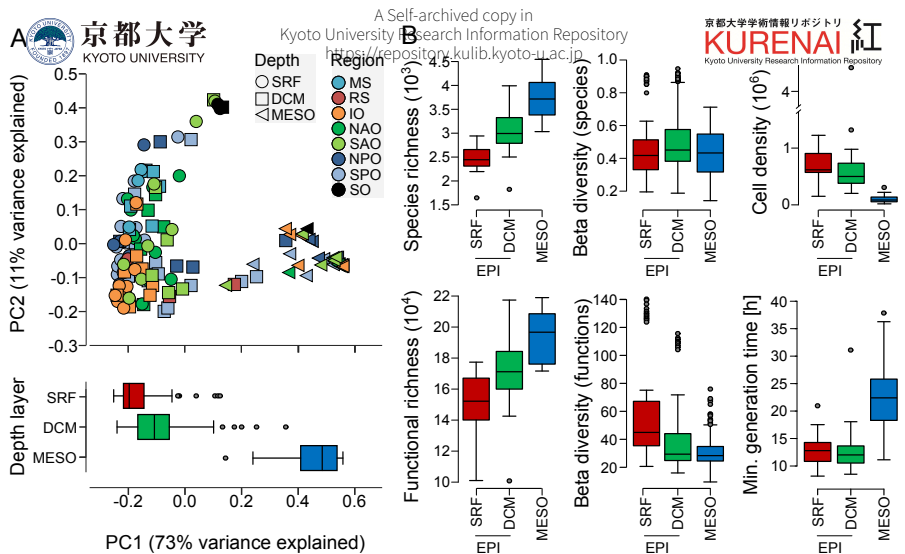 A Self-archived copy in
Kyoto University Research Information Repository
https://repository.kulib.kyoto-u.ac.jp
京都大学
KYOTO UNIVERSITY
京都大学学術情報リポジトリ
KURENAI 紅
Kyoto University Research Information Repository
A
Depth
SRF
DCM
MESO
Region
MS
RS
IO
NAO
SAO
NPO
SPO
SO
PC2 (11% variance explained)
0.5
0.4
0.3
0.2
0.1
0.0
-0.1
-0.3
Depth layer
SRF
DCM
MESO
-0.2
0.0
0.2
0.4
0.6
PC1 (73% variance explained)
B
Species richness (10³)
4.5
4.0
3.5
3.0
2.5
2.0
1.5
SRF
DCM
MESO
EPI
Beta diversity (species)
1.0
0.8
0.6
0.4
0.2
SRF
DCM
MESO
EPI
Cell density (10⁶)
4
1
0
SRF
DCM
MESO
EPI
Functional richness (10⁴)
22
20
18
16
14
12
10
SRF
DCM
MESO
EPI
Beta diversity (functions)
140
120
100
80
60
40
20
SRF
DCM
MESO
EPI
Min. generation time [h]
40
35
30
25
20
15
10
SRF
DCM
MESO
EPI